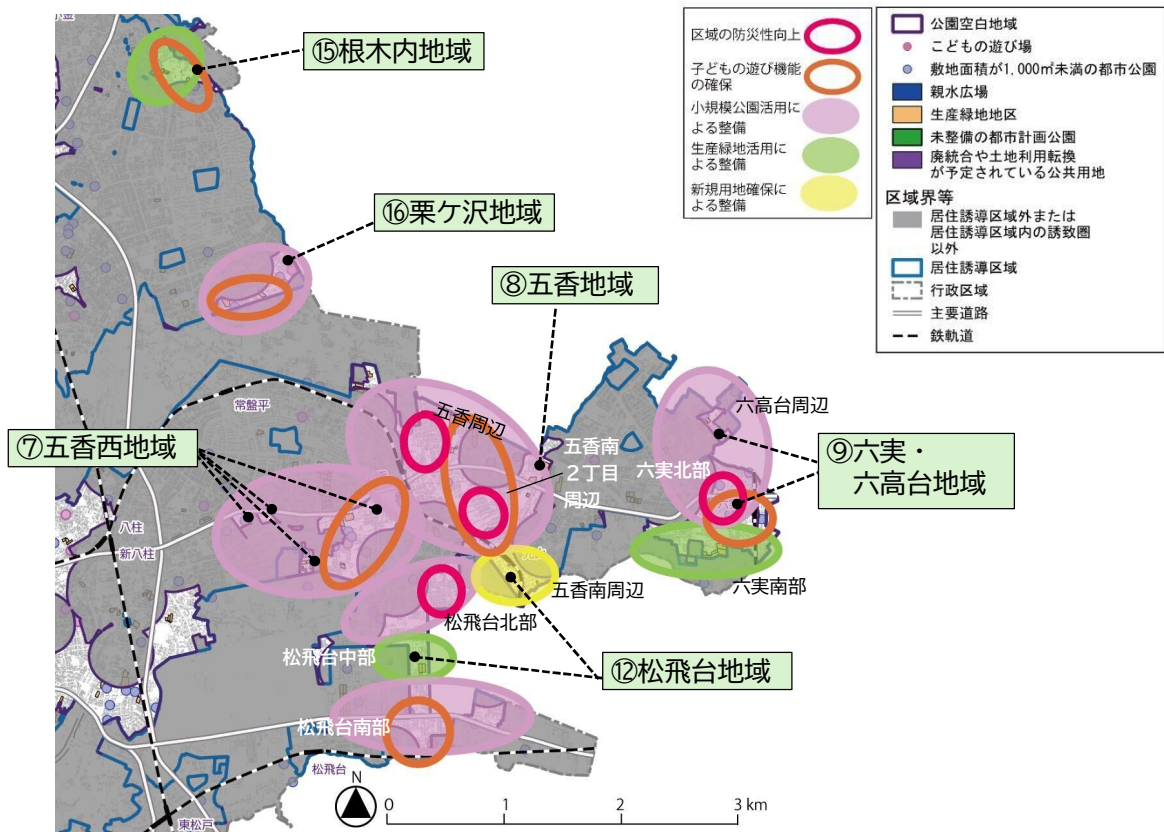 小金
⑮根木内地域
⑯栗ケ沢地域
⑧五香地域
常盤平
五香周辺
六高台周辺
⑦五香西地域
五香南
2丁目
周辺
六実北部
⑨六実・
六高台地域
八柱
新八柱
元山
五香南周辺
六実南部
松飛台北部
松飛台中部
⑫松飛台地域
松飛台南部
松飛台
東松戸
N
0 1 2 3 km
区域の防災性向上
子どもの遊び機能
の確保
小規模公園活用に
よる整備
生産緑地活用に
よる整備
新規用地確保に
よる整備
公園空白地域
こどもの遊び場
敷地面積が1,000㎡未満の都市公園
親水広場
生産緑地地区
未整備の都市計画公園
廃統合や土地利用転換
が予定されている公共用地
区域界等
居住誘導区域外または
居住誘導区域内の誘致圏
以外
居住誘導区域
行政区域
主要道路
鉄軌道